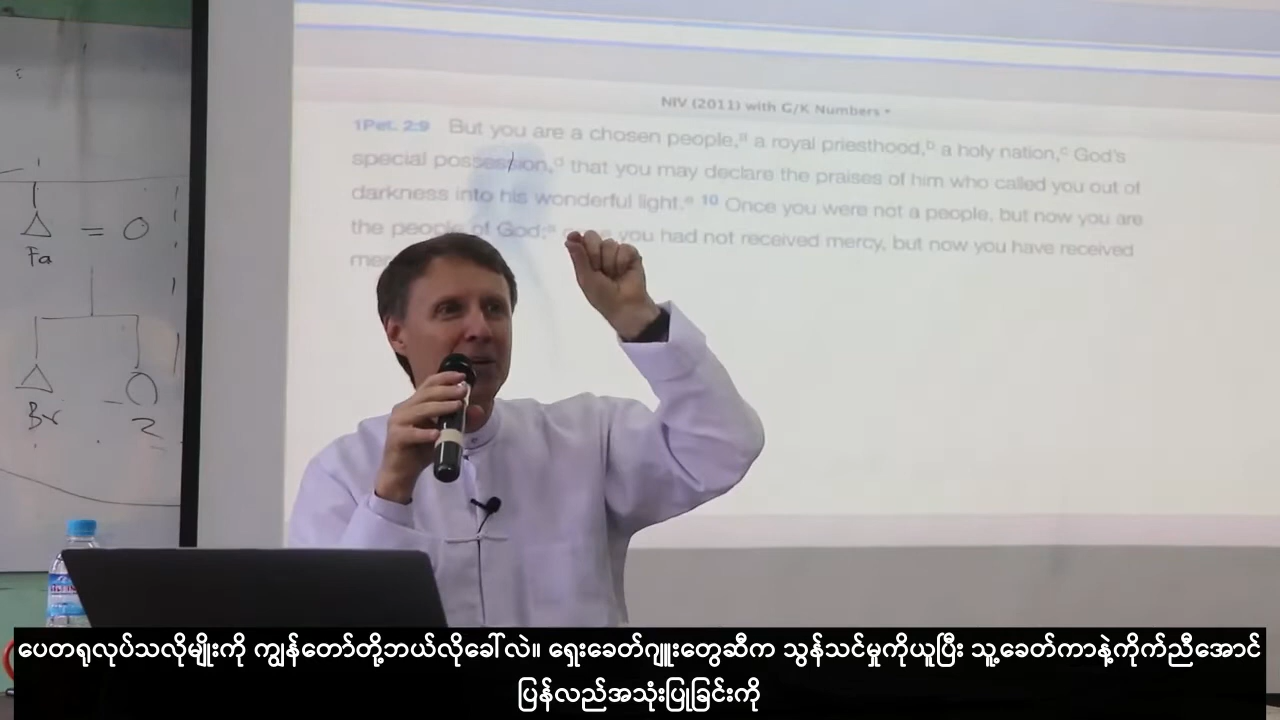 NIV (2011) with G/K Numbers
1Pet. 2:9 But you are a chosen people,a a royal priesthood,b a holy nation,c God's
special possession,d that you may declare the praises of him who called you out of
darkness into his wonderful light.e 10 Once you were not a people, but now you are
the people of God; you had not received mercy, but now you have received
Fa
=
Br
ပေတရုလုပ်သလိုမျိုးကို ကျွန်တော်တို့ဘယ်လိုခေါ်လဲ။ ရှေးခေတ်ဂျူးတွေဆီက သွန်သင်မှုကိုယူပြီး သူ့ခေတ်ကာနဲ့ကိုက်ညီအောင်
ပြန်လည်အသုံးပြုခြင်းကို